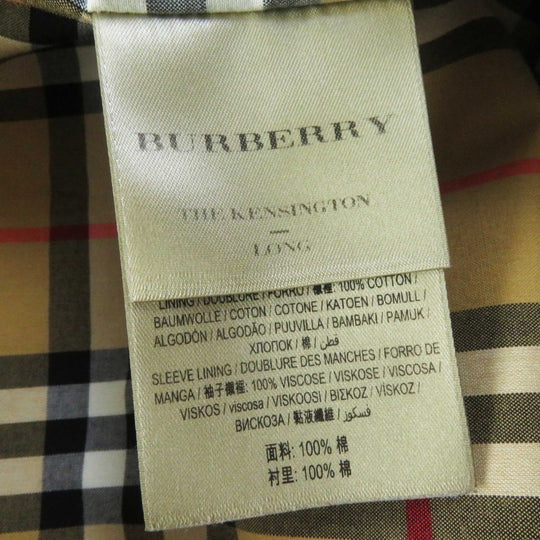 BURBERRY
THE KENSINGTON
—
LONG
LINING / DOUBLURE / FORRO / 襯裡: 100% COTTON /
BAUMWOLLE / COTON / COTONE / KATOEN / BOMULL /
ALGODÓN / ALGODÃO / PUUVILLA / BAMBAKI / PAMUK /
ХЛОПОК / 棉 / قطن /
SLEEVE LINING / DOUBLURE DES MANCHES / FORRO DE
MANGA / 袖子襯裡: 100% VISCOSE / VISKOSE / VISCOSA /
VISKOS / viscosa / VISKOOSI / ΒΙΣΚΟΖ / VİSKOZ /
ВИСКОЗА / 黏液纖維 / فسكوز /
面料: 100% 棉
衬里: 100% 棉